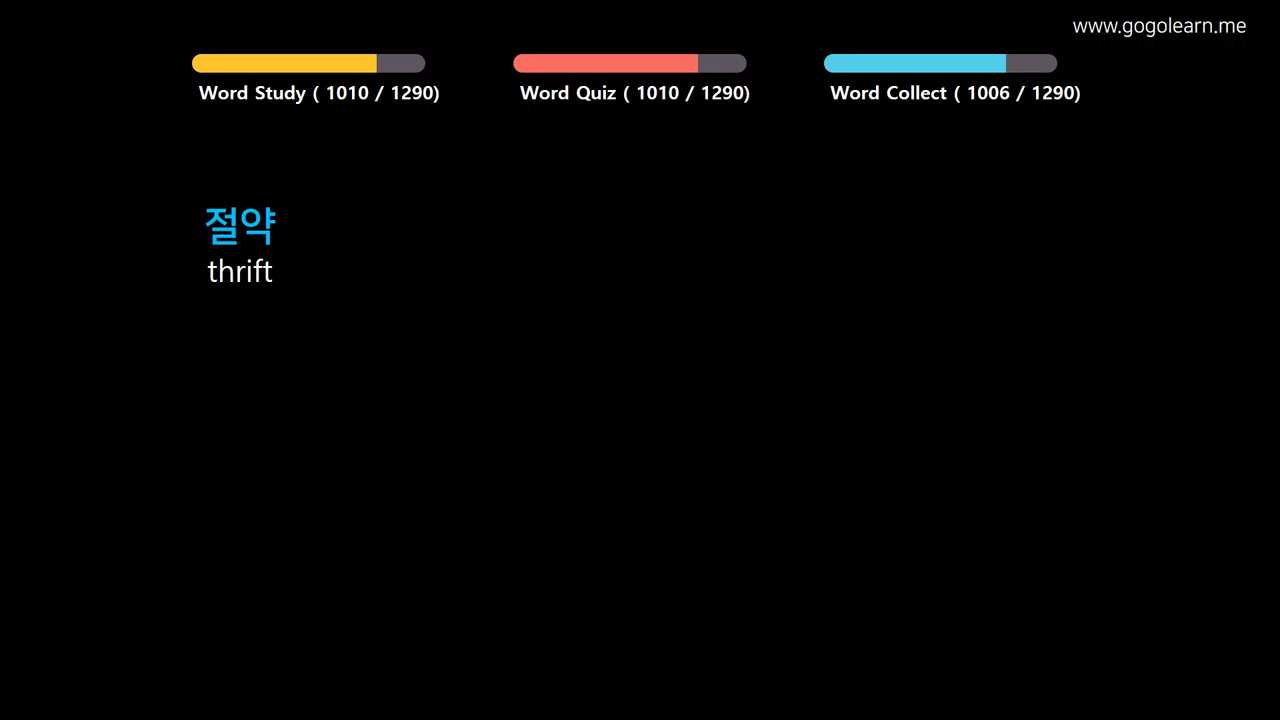 www.gogolearn.me
Word Study ( 1010 / 1290)
Word Quiz ( 1010 / 1290)
Word Collect ( 1006 / 1290)
절약
thrift